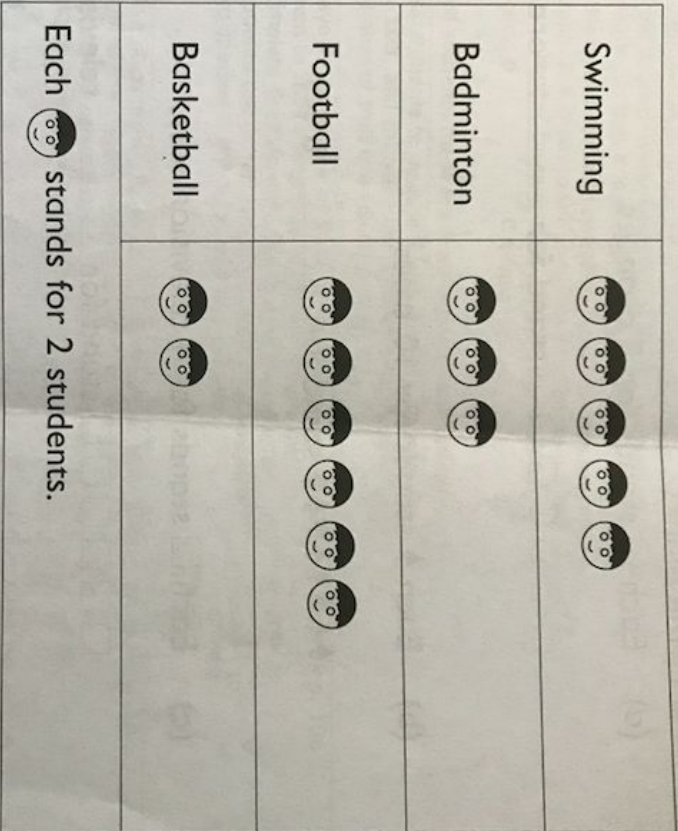 Swimming
Badminton
Football
Basketball
Each stands for 2 students.